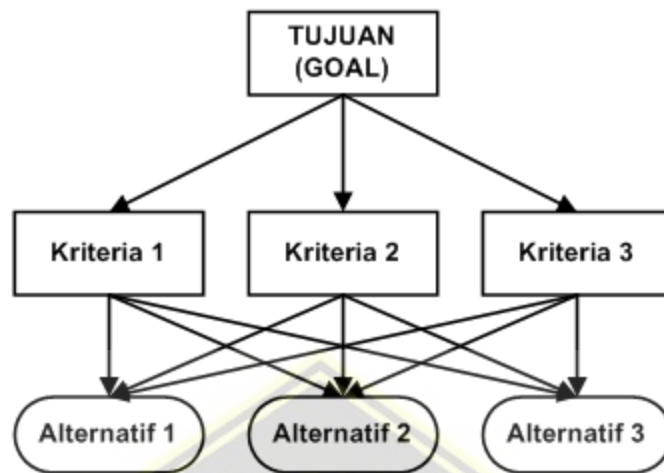 TUJUAN
(GOAL)
Kriteria 1
Kriteria 2
Kriteria 3
Alternatif 1
Alternatif 2
Alternatif 3